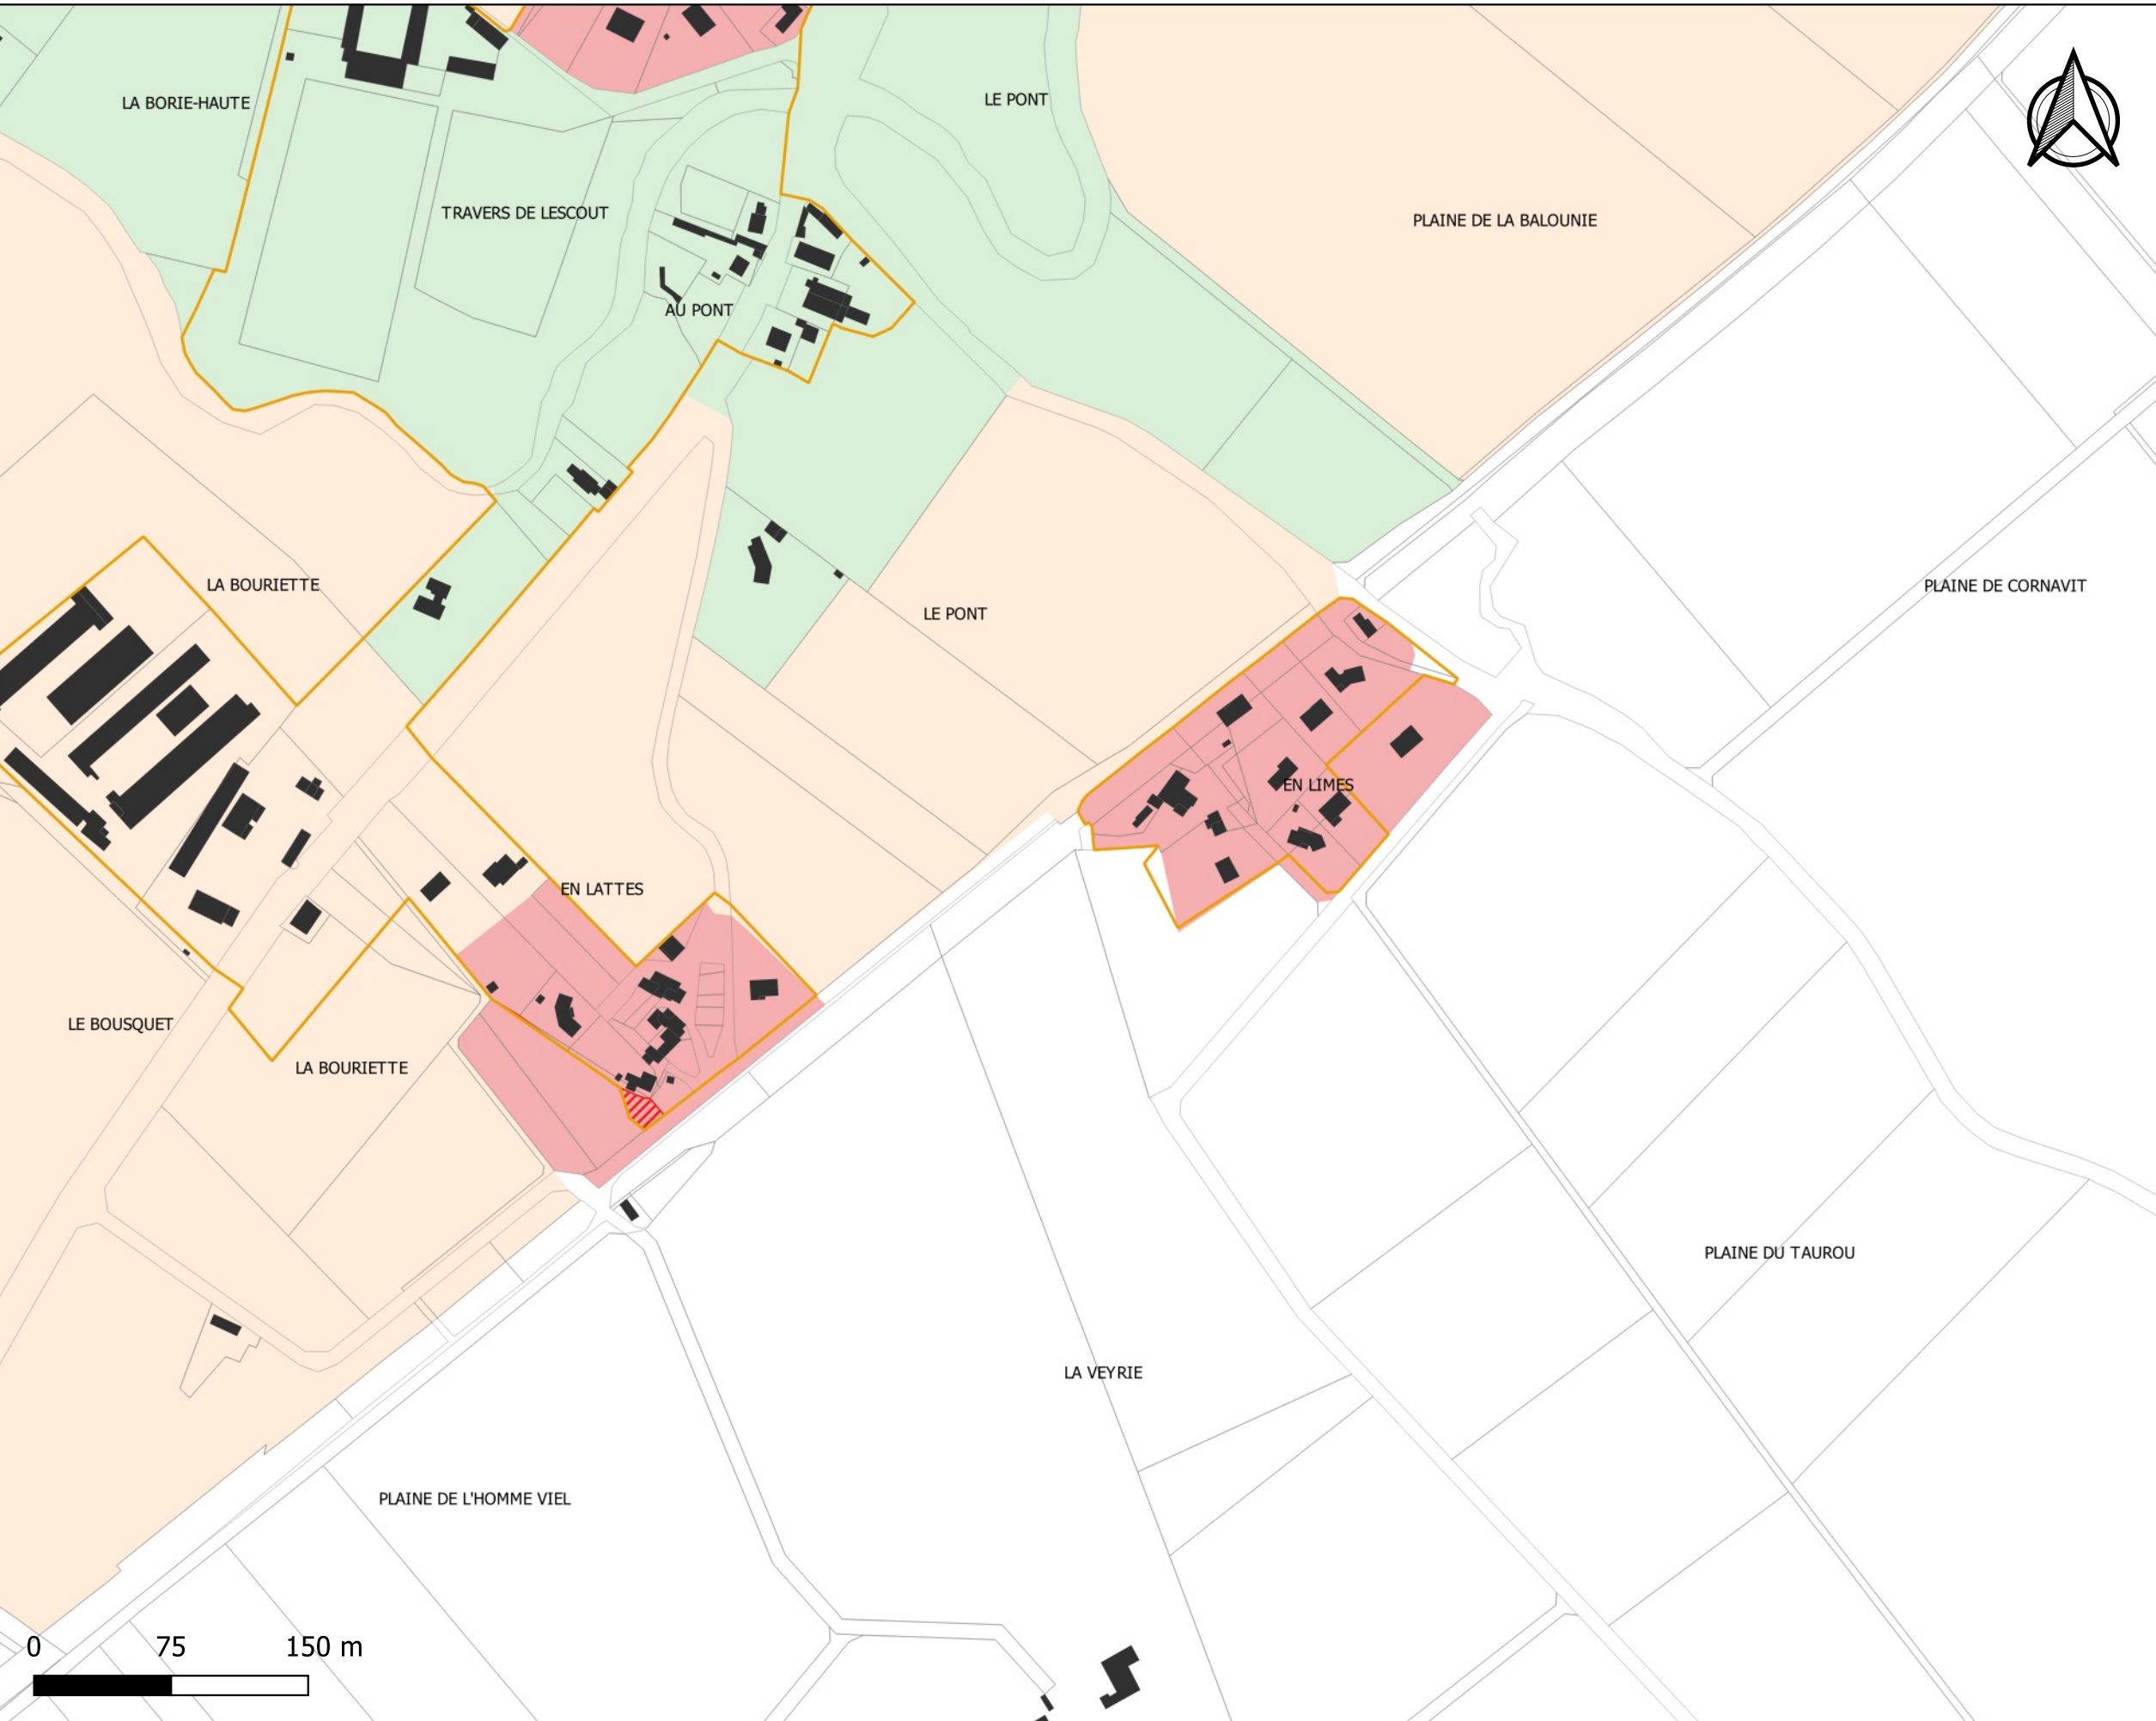 LE PONT
LA BORIE-HAUTE
TRAVERS DE LESCOUT
PLAINE DE LA BALOUNIE
AU PONT
LA BOURIETTE
PLAINE DE CORNAVIT
LE PONT
EN LIMES
EN LATTES
LE BOUSQUET
LA BOURIETTE
PLAINE DU TAUROU
LA VEYRIE
PLAINE DE L'HOMME VIEL
0 75 150 m